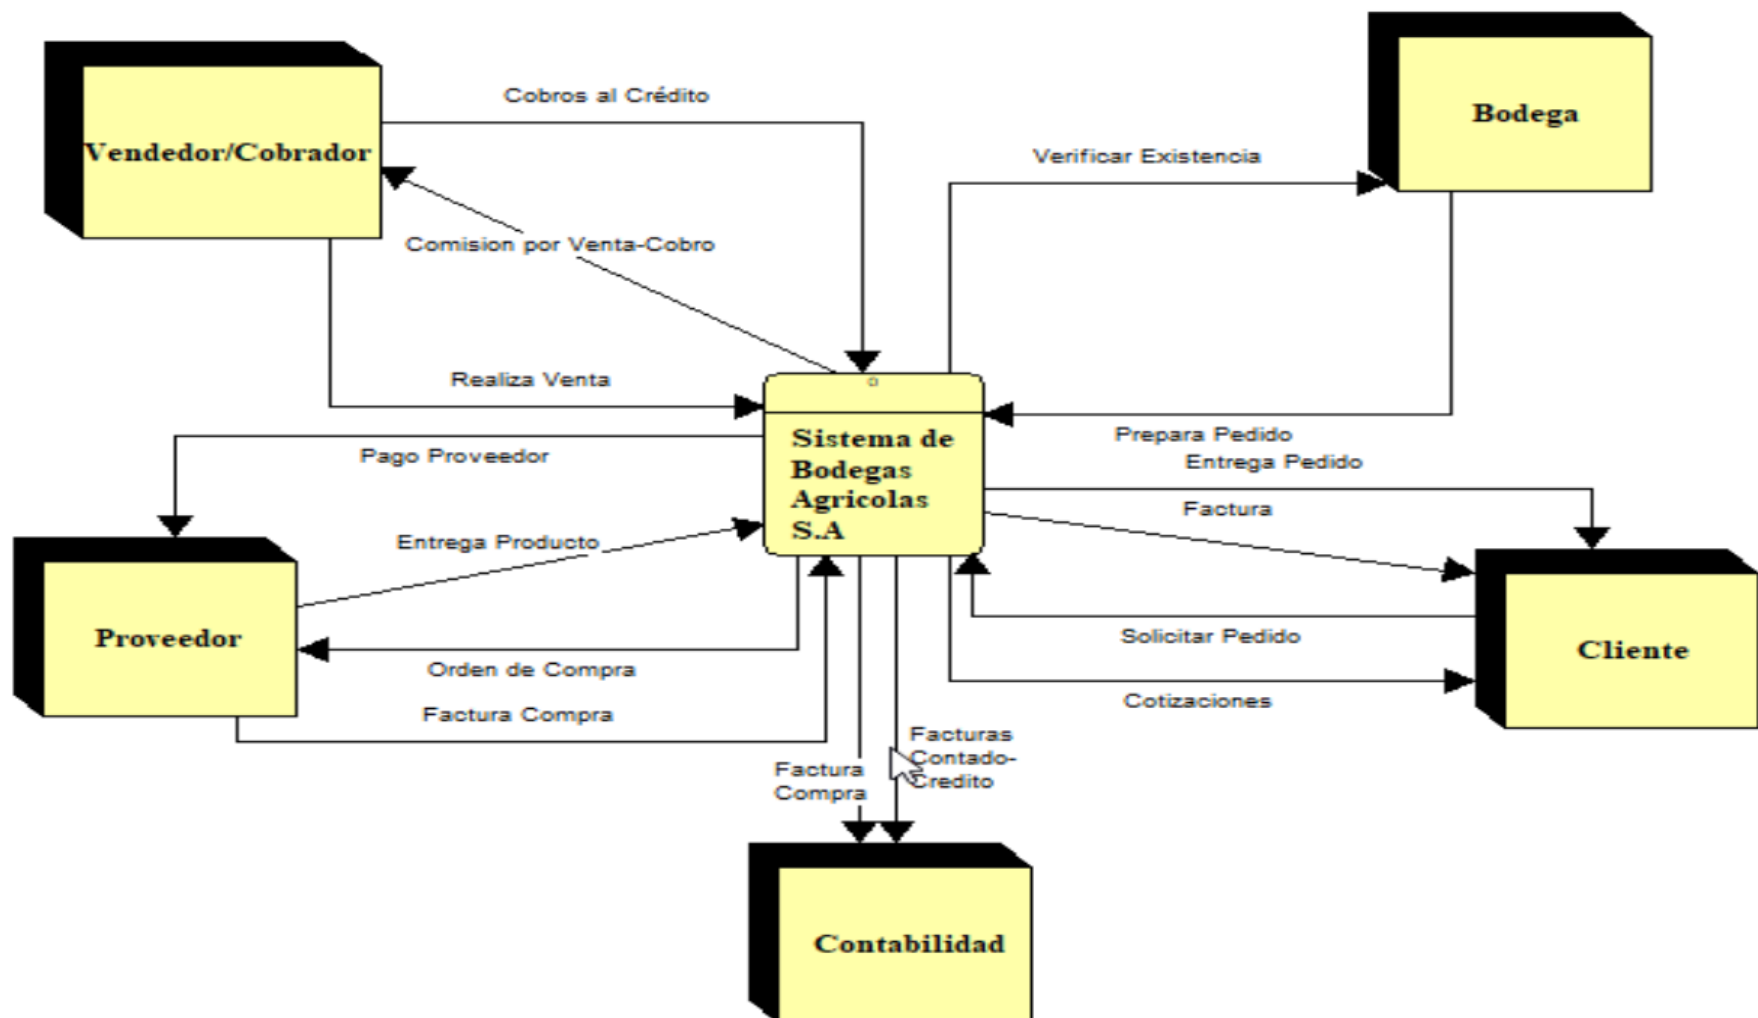 Cobros al Crédito
Bodega
Vendedor/Cobrador
Verificar Existencia
Comision por Venta-Cobro
Realiza Venta
Prepara Pedido
Pago Proveedor
Entrega Pedido
Sistema de
Bodegas
Agricolas
S.A
Factura
Entrega Producto
Proveedor
Solicitar Pedido
Cliente
Orden de Compra
Cotizaciones
Factura Compra
Facturas
Contado-
Credito
Factura
Compra
Contabilidad